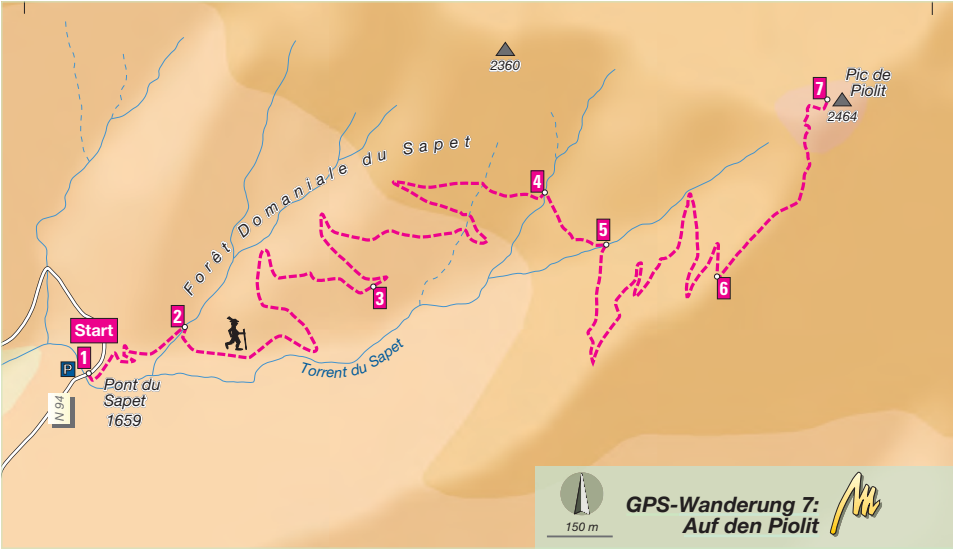 2360
Pic de
Piolit
7
2464
Forêt Domaniale du Sapet
4
5
6
3
2
Start
1
P
Pont du
Sapet
1659
N 94
Torrent du Sapet
150 m
GPS-Wanderung 7:
Auf den Piolit